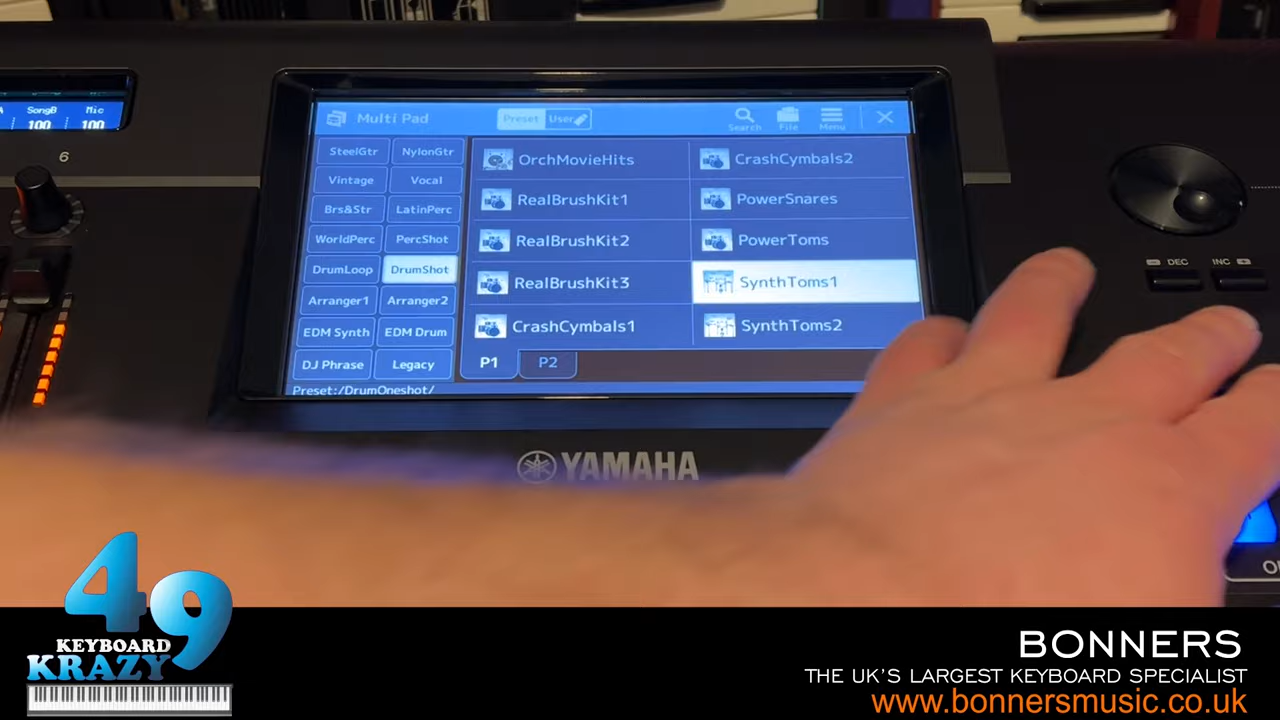 SongB
Mic
100
100
6
Multi Pad
Preset
User
Search
File
Menu
SteelGtr
NylonGtr
Vintage
Vocal
Brs&Str
LatinPerc
WorldPerc
PercShot
DrumLoop
DrumShot
Arranger1
Arranger2
EDM Synth
EDM Drum
DJ Phrase
Legacy
OrchMovieHits
CrashCymbals2
RealBrushKit1
PowerSnares
RealBrushKit2
PowerToms
RealBrushKit3
SynthToms1
CrashCymbals1
SynthToms2
P1
P2
Preset:/DrumOneshot/
DEC
INC
YAMAHA
49
KEYBOARD
KRAZY
BONNERS
THE UK'S LARGEST KEYBOARD SPECIALIST
www.bonnersmusic.co.uk